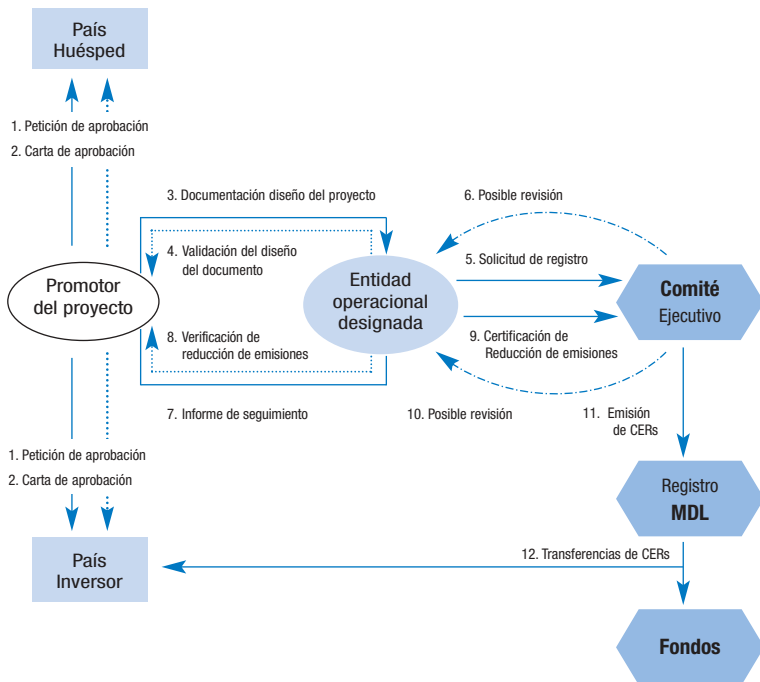 País
Huésped
1. Petición de aprobación
2. Carta de aprobación
3. Documentación diseño del proyecto
6. Posible revisión
4. Validación del diseño
del documento
5. Solicitud de registro
Promotor
del proyecto
Entidad
operacional
designada
Comité
Ejecutivo
8. Verificación de
reducción de emisiones
9. Certificación de
Reducción de emisiones
7. Informe de seguimiento
10. Posible revisión
11. Emisión
de CERs
1. Petición de aprobación
2. Carta de aprobación
Registro
MDL
País
Inversor
12. Transferencias de CERs
Fondos